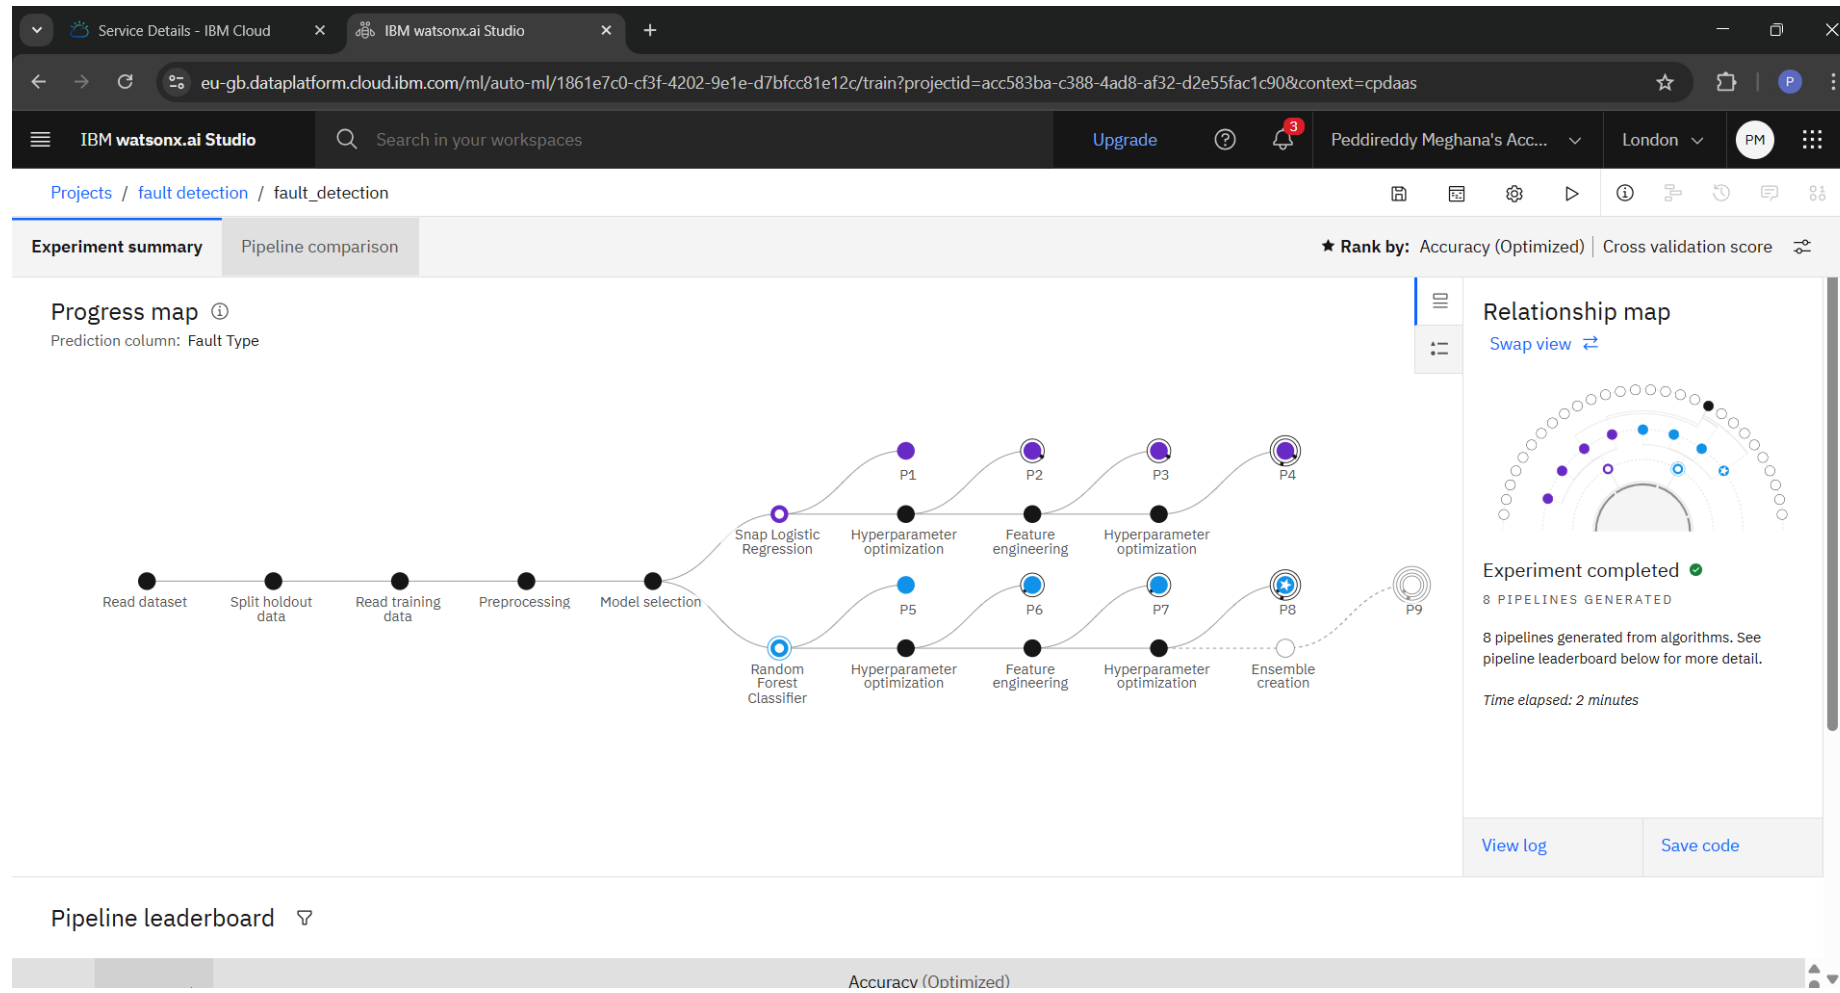 Service Details - IBM Cloud
IBM watsonx.ai Studio
eu-gb.dataplatform.cloud.ibm.com/ml/auto-ml/1861e7c0-cf3f-4202-9e1e-d7bfcc81e12c/train?projectid=acc583ba-c388-4ad8-af32-d2e55fac1c90&context=cpdaas
P
IBM watsonx.ai Studio
Search in your workspaces
Upgrade
3
Peddireddy Meghana's Acc...
London
PM
Projects / fault detection / fault_detection
Experiment summary
Pipeline comparison
Rank by: Accuracy (Optimized) | Cross validation score
Progress map
Prediction column: Fault Type
P1
P2
P3
P4
Snap Logistic
Regression
Hyperparameter
optimization
Feature
engineering
Hyperparameter
optimization
Read dataset
Split holdout
data
Read training
data
Preprocessing
Model selection
P5
P6
P7
P8
P9
Random
Forest
Classifier
Hyperparameter
optimization
Feature
engineering
Hyperparameter
optimization
Ensemble
creation
Relationship map
Swap view
Experiment completed
8 PIPELINES GENERATED
8 pipelines generated from algorithms. See
pipeline leaderboard below for more detail.
Time elapsed: 2 minutes
View log
Save code
Pipeline leaderboard
Accuracy (Optimized)